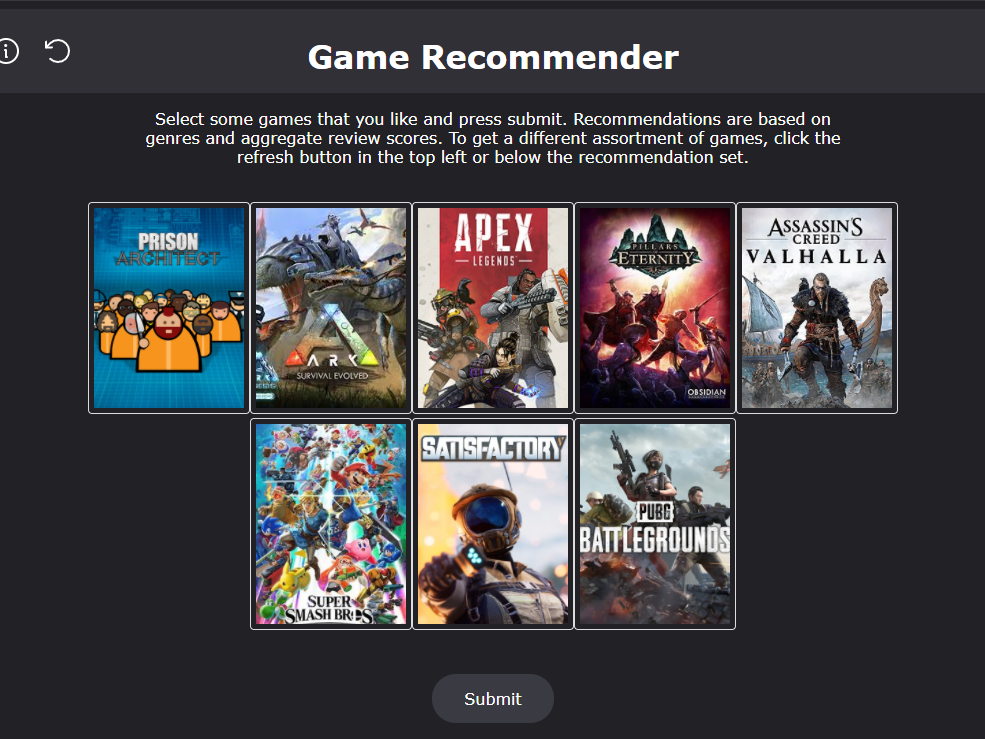 Game Recommender
Select some games that you like and press submit. Recommendations are based on
genres and aggregate review scores. To get a different assortment of games, click the
refresh button in the top left or below the recommendation set.
PRISON
ARCHITECT
ARK
SURVIVAL EVOLVED
APEX
LEGENDS
PILLARS
OF
ETERNITY
OBSIDIAN
ASSASSIN'S
CREED
VALHALLA
SUPER
SMASH BROS.
SATISFACTORY
PUBG
BATTLEGROUNDS
Submit